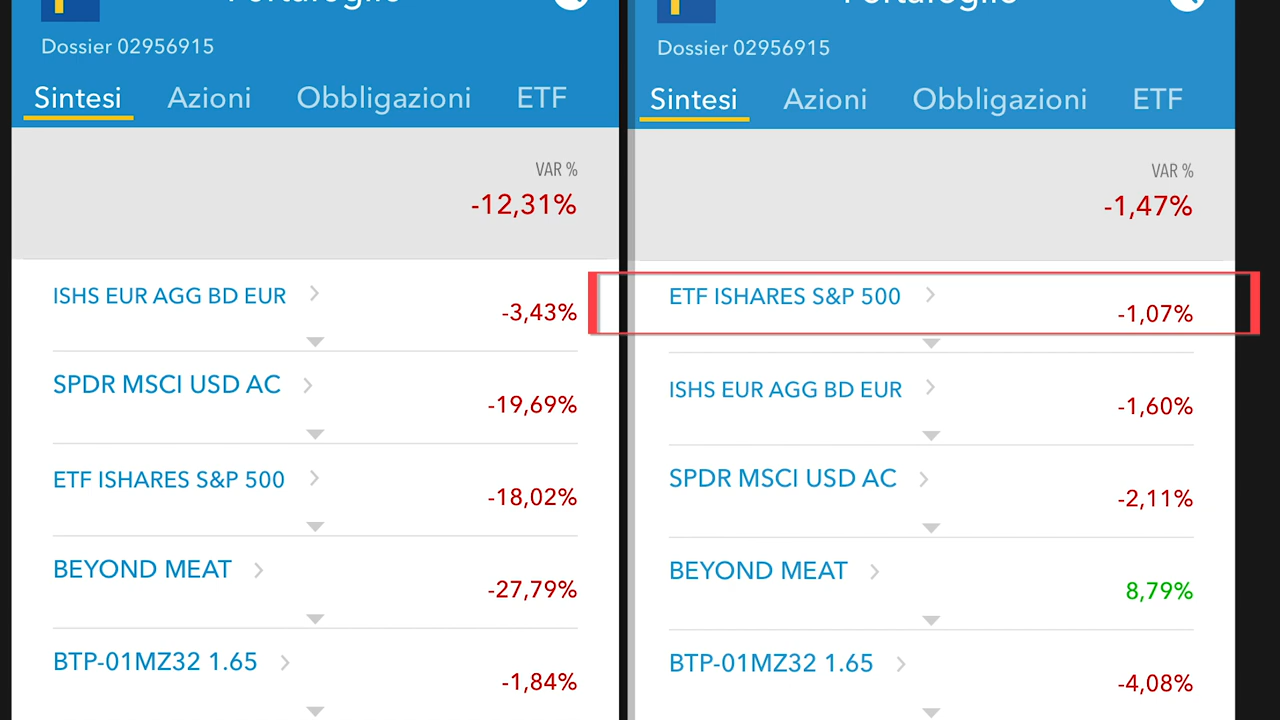 Portafoglio
Dossier 02956915
Sintesi Azioni Obbligazioni ETF
VAR %
-12,31%
ISHS EUR AGG BD EUR
-3,43%
SPDR MSCI USD AC
-19,69%
ETF ISHARES S&P 500
-18,02%
BEYOND MEAT
-27,79%
BTP-01MZ32 1.65
-1,84%
Portafoglio
Dossier 02956915
Sintesi Azioni Obbligazioni ETF
VAR %
-1,47%
ETF ISHARES S&P 500
-1,07%
ISHS EUR AGG BD EUR
-1,60%
SPDR MSCI USD AC
-2,11%
BEYOND MEAT
8,79%
BTP-01MZ32 1.65
-4,08%